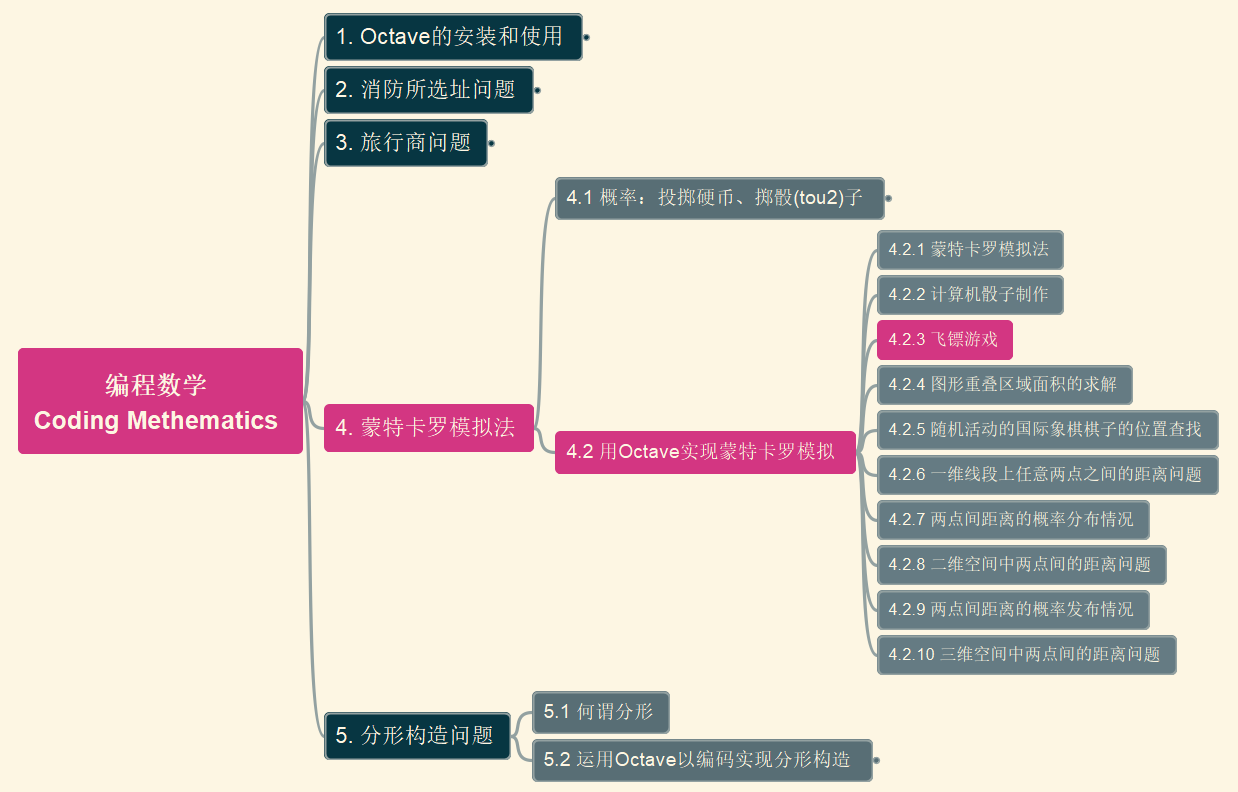 编程数学
Coding Methematics
1. Octave的安装和使用
2. 消防所选址问题
3. 旅行商问题
4. 蒙特卡罗模拟法
4.1 概率：投掷硬币、掷骰(tou2)子
4.2 用Octave实现蒙特卡罗模拟
4.2.1 蒙特卡罗模拟法
4.2.2 计算机骰子制作
4.2.3 飞镖游戏
4.2.4 图形重叠区域面积的求解
4.2.5 随机活动的国际象棋棋子的位置查找
4.2.6 一维线段上任意两点之间的距离问题
4.2.7 两点间距离的概率分布情况
4.2.8 二维空间中两点间的距离问题
4.2.9 两点间距离的概率发布情况
4.2.10 三维空间中两点间的距离问题
5. 分形构造问题
5.1 何谓分形
5.2 运用Octave以编码实现分形构造